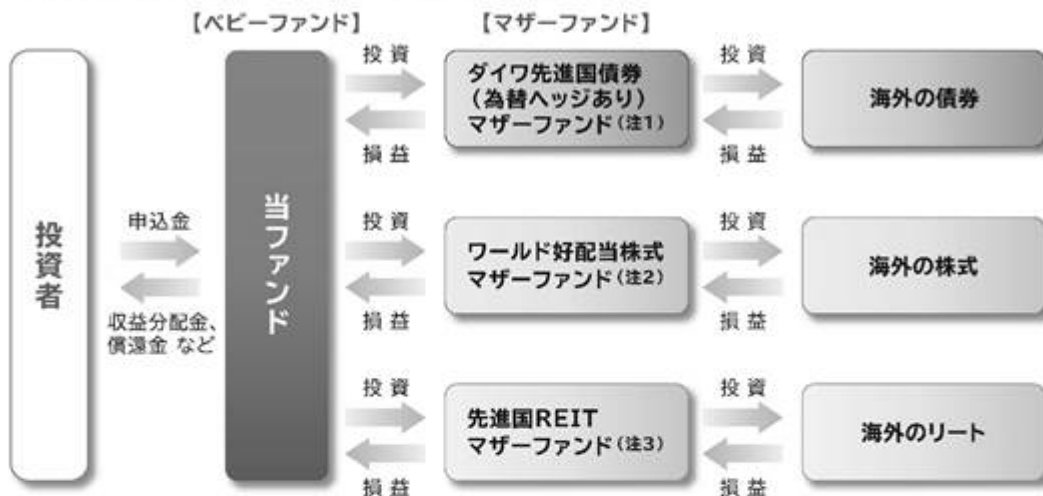 【ベビーファンド】
【マザーファンド】
投資者
申込金
収益分配金、
償還金 など
当ファンド
投 資
損 益
ダイワ先進国債券
（為替ヘッジあり）
マザーファンド（注1）
投 資
損 益
海外の債券
投 資
損 益
ワールド好配当株式
マザーファンド（注2）
投 資
損 益
海外の株式
投 資
損 益
先進国REIT
マザーファンド（注3）
投 資
損 益
海外のリート